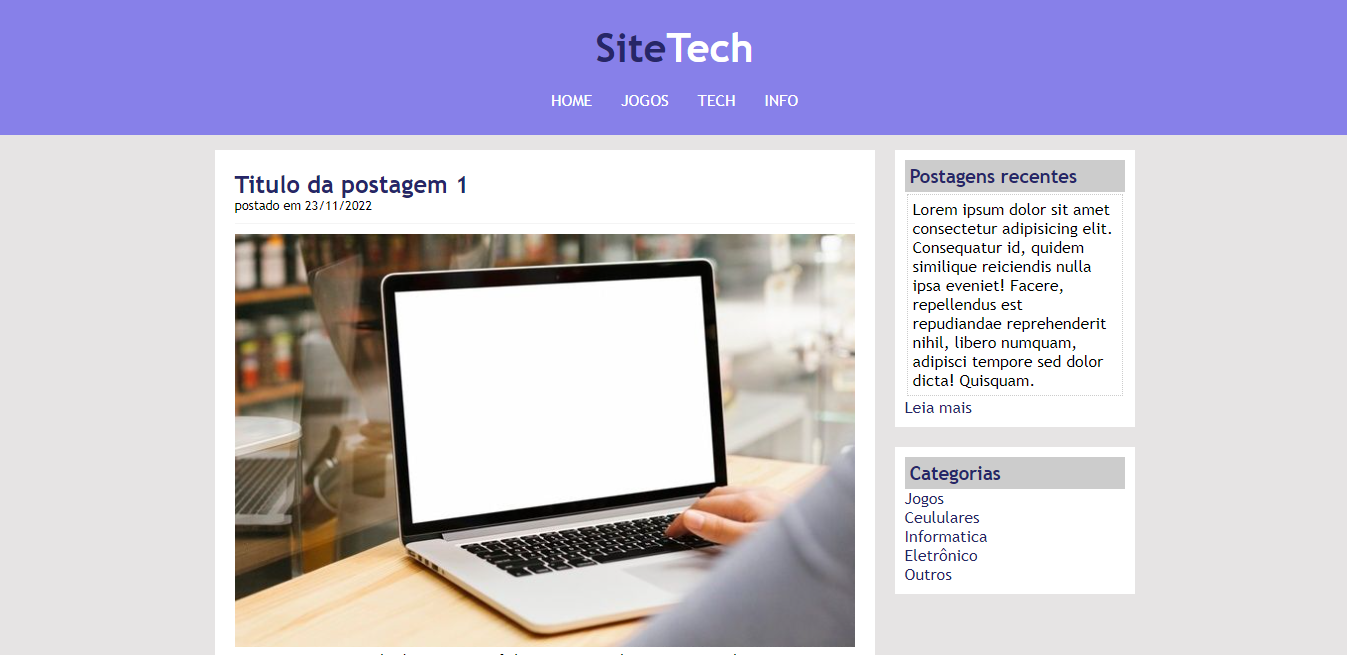 SiteTech
HOME JOGOS TECH INFO
Titulo da postagem 1
postado em 23/11/2022
Postagens recentes
Lorem ipsum dolor sit amet
consectetur adipisicing elit.
Consequatur id, quidem
similique reiciendis nulla
ipsa eveniet! Facere,
repellendus est
repudiandae reprehenderit
nihil, libero numquam,
adipisci tempore sed dolor
dicta! Quisquam.
Leia mais
Categorias
Jogos
Ceululares
Informatica
Eletrônico
Outros